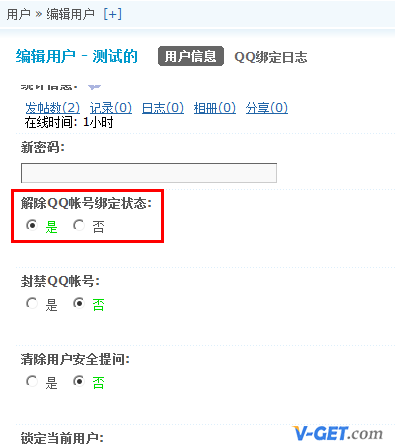 用户 » 编辑用户 [+]
编辑用户 - 测试的 用户信息 QQ绑定日志
统计信息:
发帖数(2) 记录(0) 日志(0) 相册(0) 分享(0)
在线时间: 1小时
新密码:
解除QQ帐号绑定状态:
是 否
封禁QQ帐号:
是 否
清除用户安全提问:
是 否
锁定当前用户:
V-GET.com